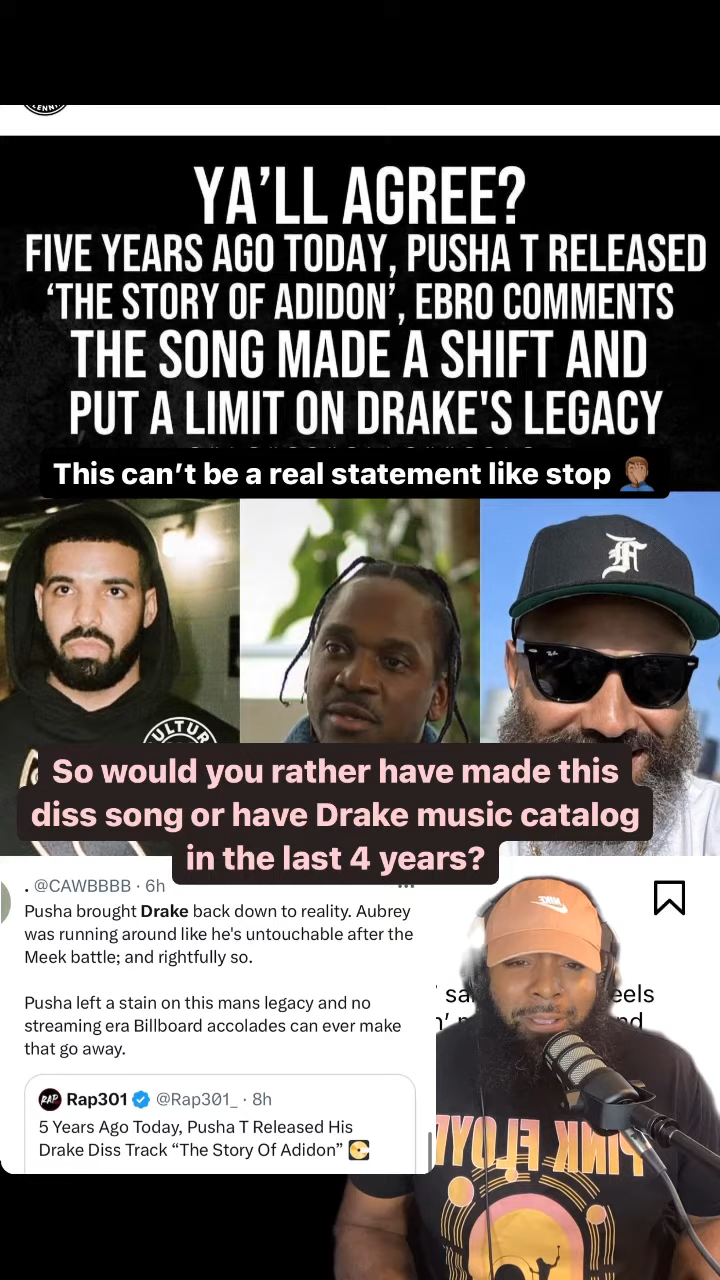 YA'LL AGREE?
FIVE YEARS AGO TODAY, PUSHA T RELEASED
‘THE STORY OF ADIDON’, EBRO COMMENTS
THE SONG MADE A SHIFT AND
PUT A LIMIT ON DRAKE'S LEGACY
This can’t be a real statement like stop 🤦🏽‍♂️
CULTUR
So would you rather have made this
diss song or have Drake music catalog
in the last 4 years?
. @CAWBBBB · 6h
Pusha brought Drake back down to reality. Aubrey
was running around like he's untouchable after the
Meek battle; and rightfully so.
Pusha left a stain on this mans legacy and no
streaming era Billboard accolades can ever make
that go away.
RAP Rap301 @Rap301_ · 8h
5 Years Ago Today, Pusha T Released His
Drake Diss Track “The Story Of Adidon” 📀
Ray-Ban
NIKE
PINK FLOYD